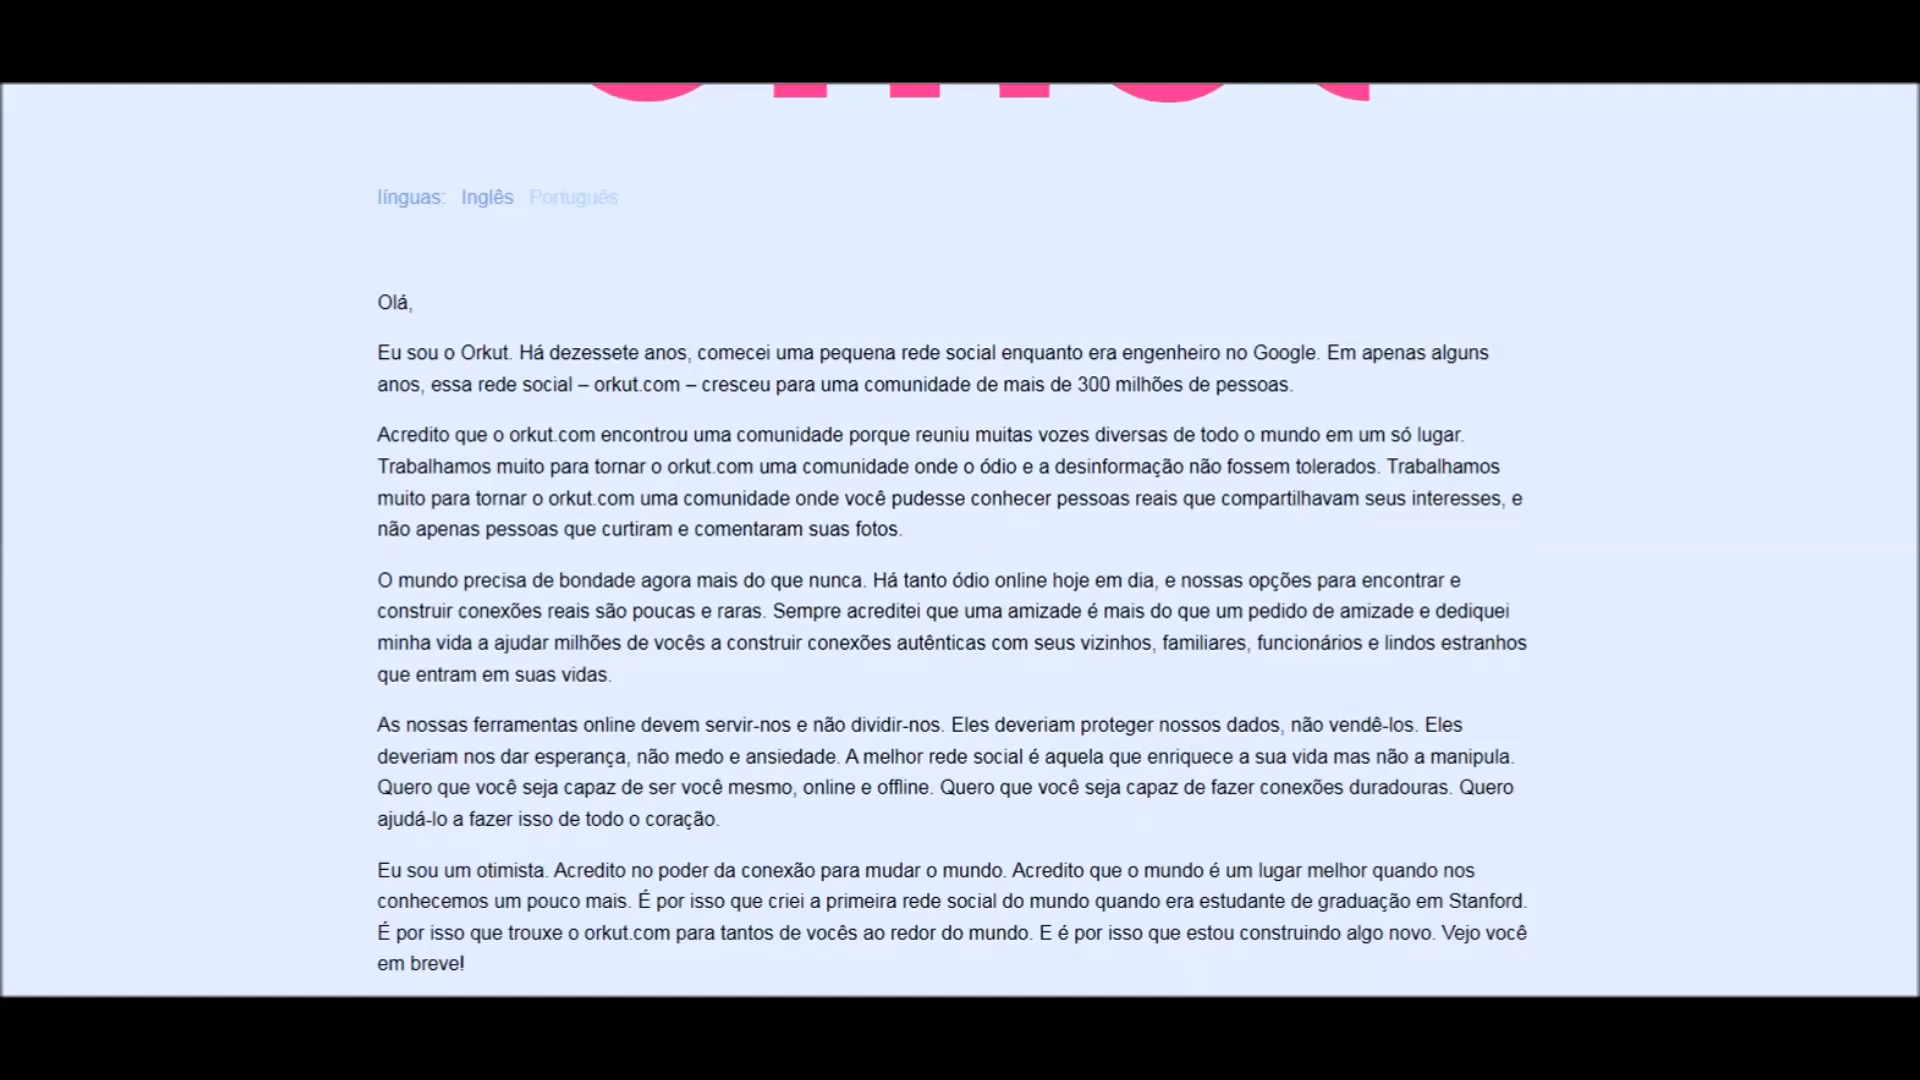 línguas: Inglês Português
Olá,
Eu sou o Orkut. Há dezessete anos, comecei uma pequena rede social enquanto era engenheiro no Google. Em apenas alguns
anos, essa rede social – orkut.com – cresceu para uma comunidade de mais de 300 milhões de pessoas.
Acredito que o orkut.com encontrou uma comunidade porque reuniu muitas vozes diversas de todo o mundo em um só lugar.
Trabalhamos muito para tornar o orkut.com uma comunidade onde o ódio e a desinformação não fossem tolerados. Trabalhamos
muito para tornar o orkut.com uma comunidade onde você pudesse conhecer pessoas reais que compartilhavam seus interesses, e
não apenas pessoas que curtiram e comentaram suas fotos.
O mundo precisa de bondade agora mais do que nunca. Há tanto ódio online hoje em dia, e nossas opções para encontrar e
construir conexões reais são poucas e raras. Sempre acreditei que uma amizade é mais do que um pedido de amizade e dediquei
minha vida a ajudar milhões de vocês a construir conexões autênticas com seus vizinhos, familiares, funcionários e lindos estranhos
que entram em suas vidas.
As nossas ferramentas online devem servir-nos e não dividir-nos. Eles deveriam proteger nossos dados, não vendê-los. Eles
deveriam nos dar esperança, não medo e ansiedade. A melhor rede social é aquela que enriquece a sua vida mas não a manipula.
Quero que você seja capaz de ser você mesmo, online e offline. Quero que você seja capaz de fazer conexões duradouras. Quero
ajudá-lo a fazer isso de todo o coração.
Eu sou um otimista. Acredito no poder da conexão para mudar o mundo. Acredito que o mundo é um lugar melhor quando nos
conhecemos um pouco mais. É por isso que criei a primeira rede social do mundo quando era estudante de graduação em Stanford.
É por isso que trouxe o orkut.com para tantos de vocês ao redor do mundo. E é por isso que estou construindo algo novo. Vejo você
em breve!